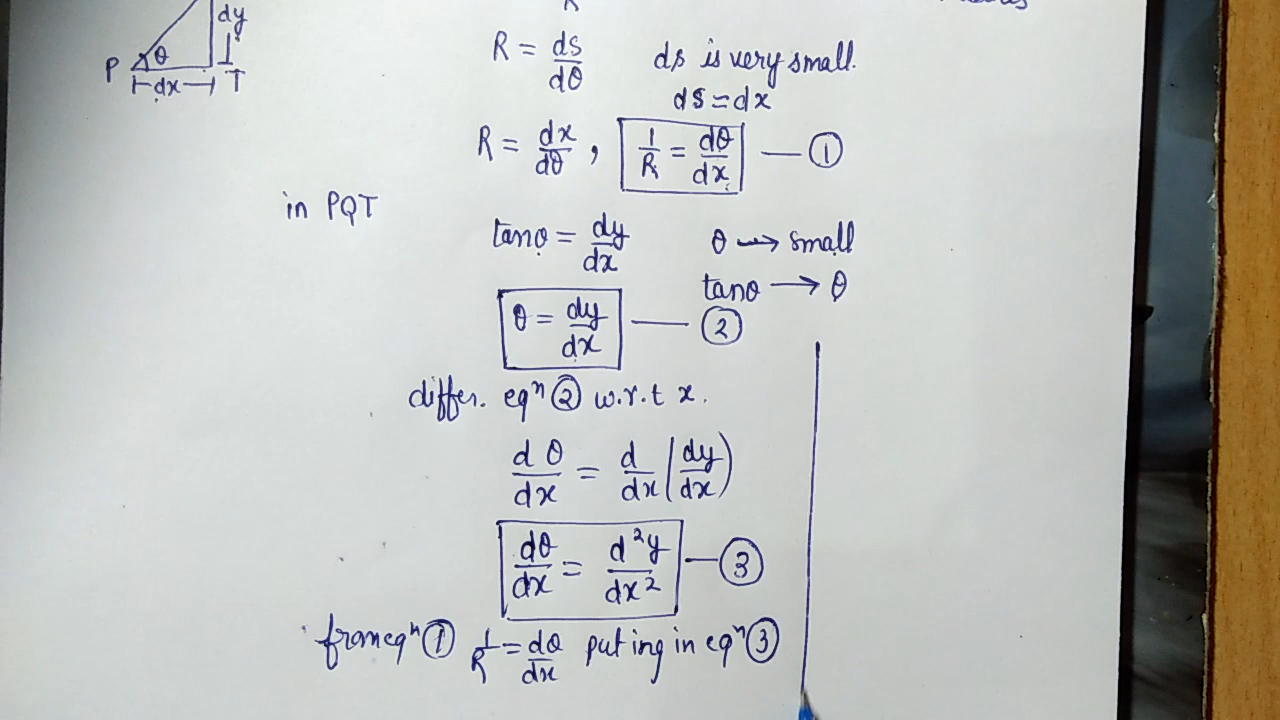 dy
P θ dx T
R = ds/dθ ds is very small.
ds = dx
R = dx/dθ , 1/R = dθ/dx — ①
in PQT
tanθ = dy/dx θ → small
tanθ → θ
θ = dy/dx — ②
differ. eqⁿ ② w.r.t x.
dθ/dx = d/dx (dy/dx)
dθ/dx = d²y/dx² — ③
from eqⁿ ① 1/R = dθ/dx puting in eqⁿ ③